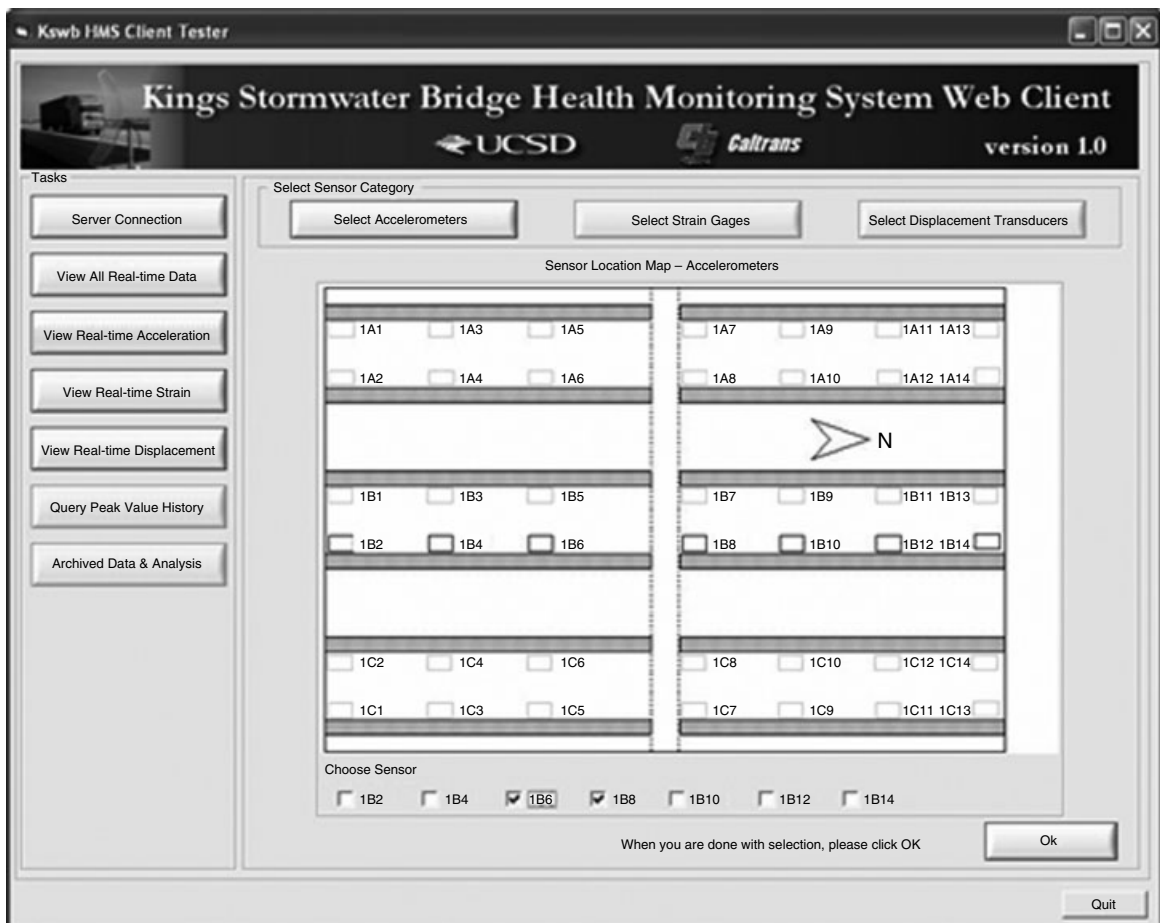 Kswb HMS Client Tester
Kings Stormwater Bridge Health Monitoring System Web Client
UCSD Caltrans version 1.0
Tasks
Server Connection
View All Real-time Data
View Real-time Acceleration
View Real-time Strain
View Real-time Displacement
Query Peak Value History
Archived Data & Analysis
Select Sensor Category
Select Accelerometers Select Strain Gages Select Displacement Transducers
Sensor Location Map – Accelerometers
1A1 1A3 1A5 1A7 1A9 1A11 1A13
1A2 1A4 1A6 1A8 1A10 1A12 1A14
N
1B1 1B3 1B5 1B7 1B9 1B11 1B13
1B2 1B4 1B6 1B8 1B10 1B12 1B14
1C2 1C4 1C6 1C8 1C10 1C12 1C14
1C1 1C3 1C5 1C7 1C9 1C11 1C13
Choose Sensor
1B2 1B4 1B6 1B8 1B10 1B12 1B14
When you are done with selection, please click OK
Ok
Quit